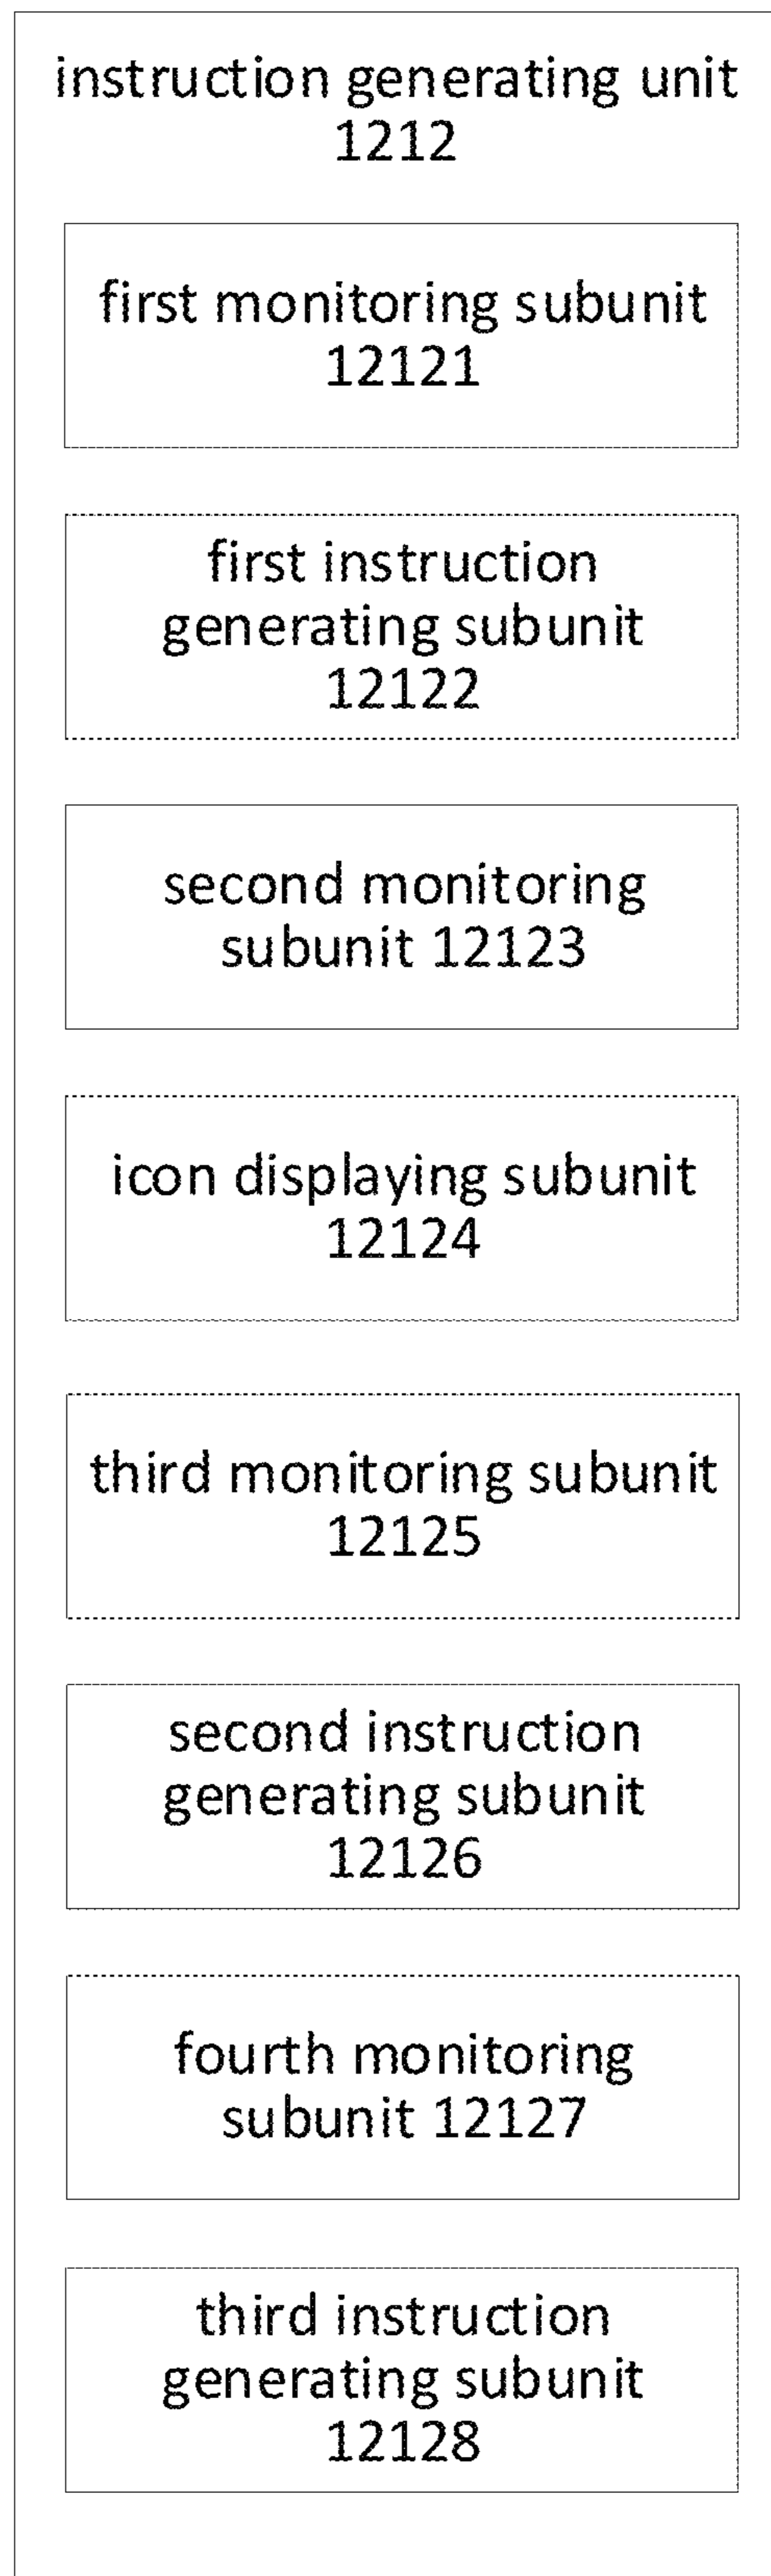 instruction generating unit
1212
first monitoring subunit
12121
first instruction
generating subunit
12122
second monitoring
subunit 12123
icon displaying subunit
12124
third monitoring subunit
12125
second instruction
generating subunit
12126
fourth monitoring
subunit 12127
third instruction
generating subunit
12128